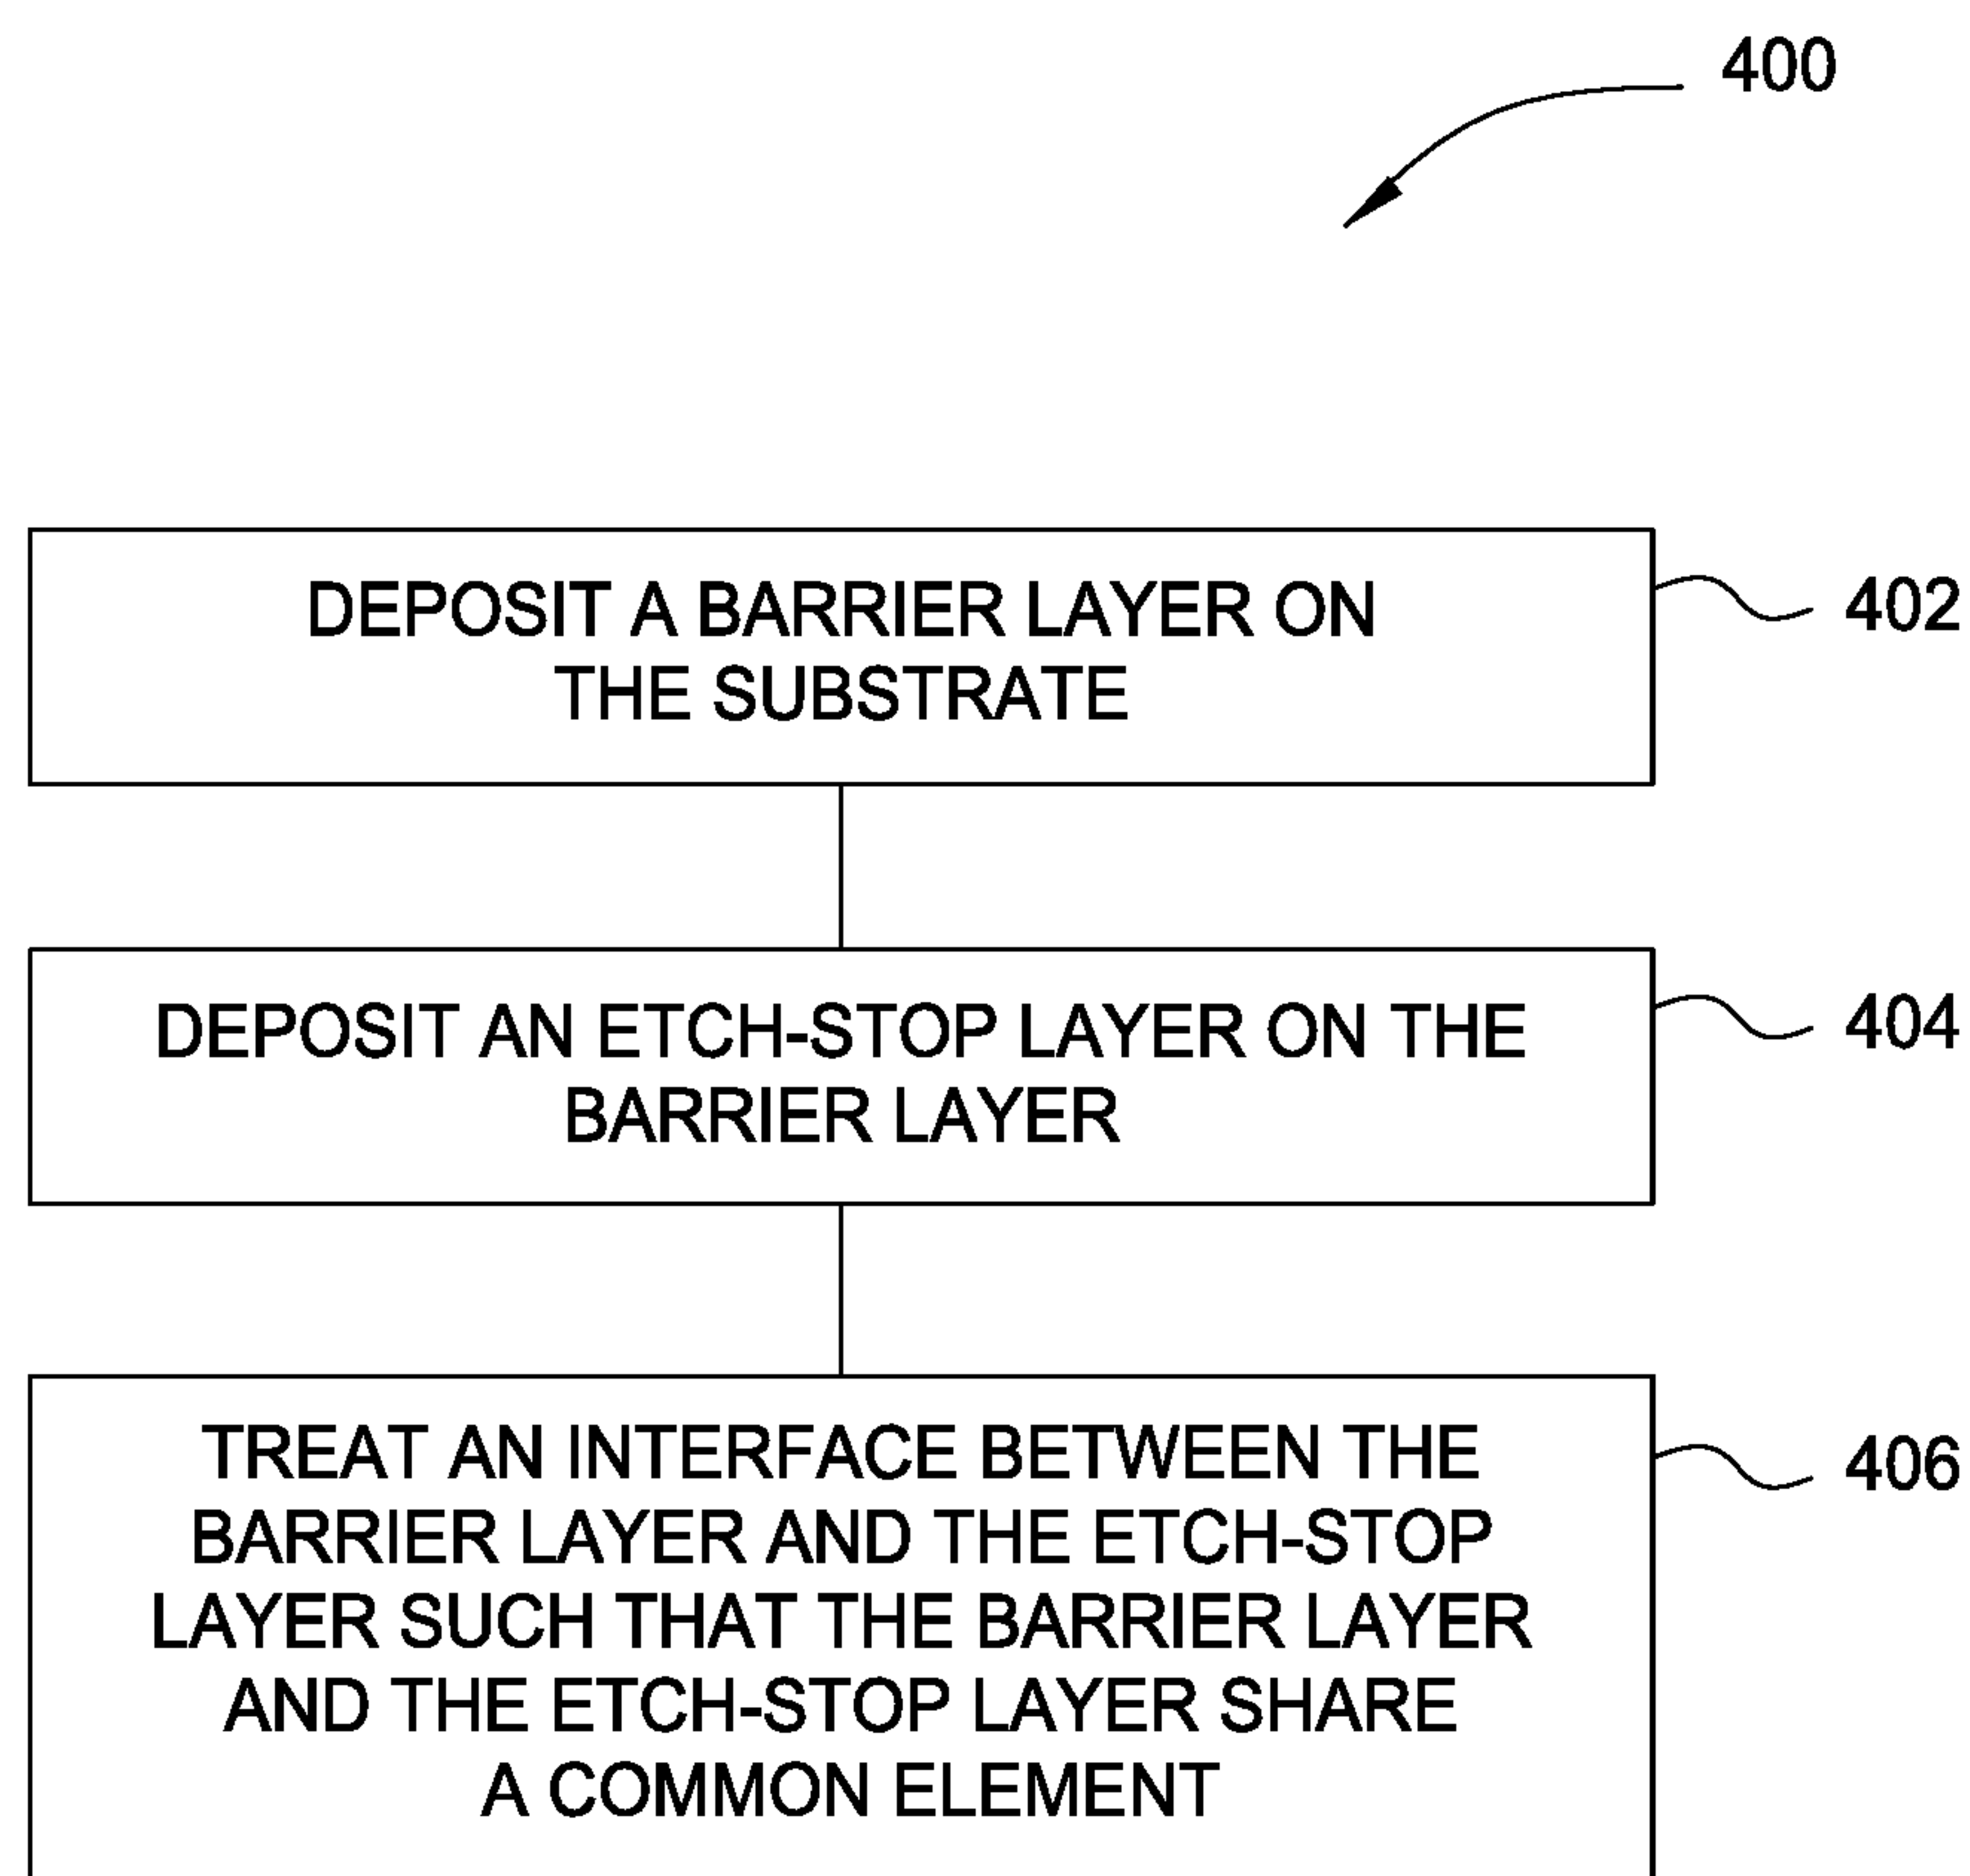 400
DEPOSIT A BARRIER LAYER ON
THE SUBSTRATE
402
DEPOSIT AN ETCH-STOP LAYER ON THE
BARRIER LAYER
404
TREAT AN INTERFACE BETWEEN THE
BARRIER LAYER AND THE ETCH-STOP
LAYER SUCH THAT THE BARRIER LAYER
AND THE ETCH-STOP LAYER SHARE
A COMMON ELEMENT
406